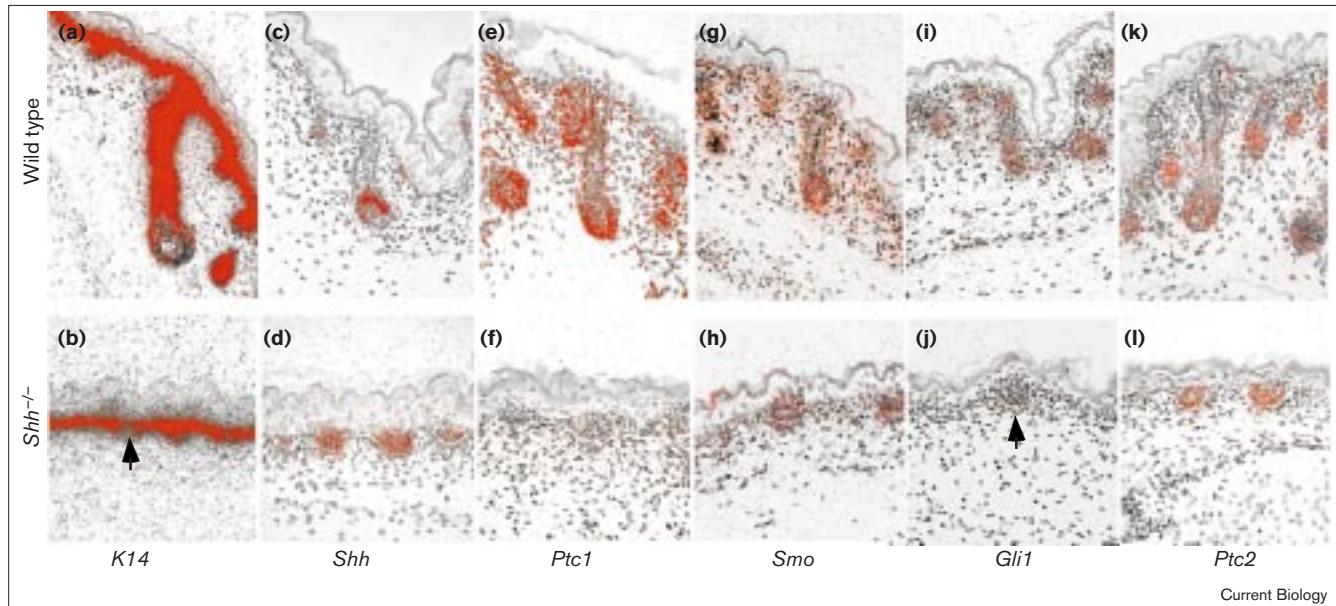 (a) (c) (e) (g) (i) (k)
Wild type
(b) (d) (f) (h) (j) (l)
Shh–/–
K14 Shh Ptc1 Smo Gli1 Ptc2
Current Biology